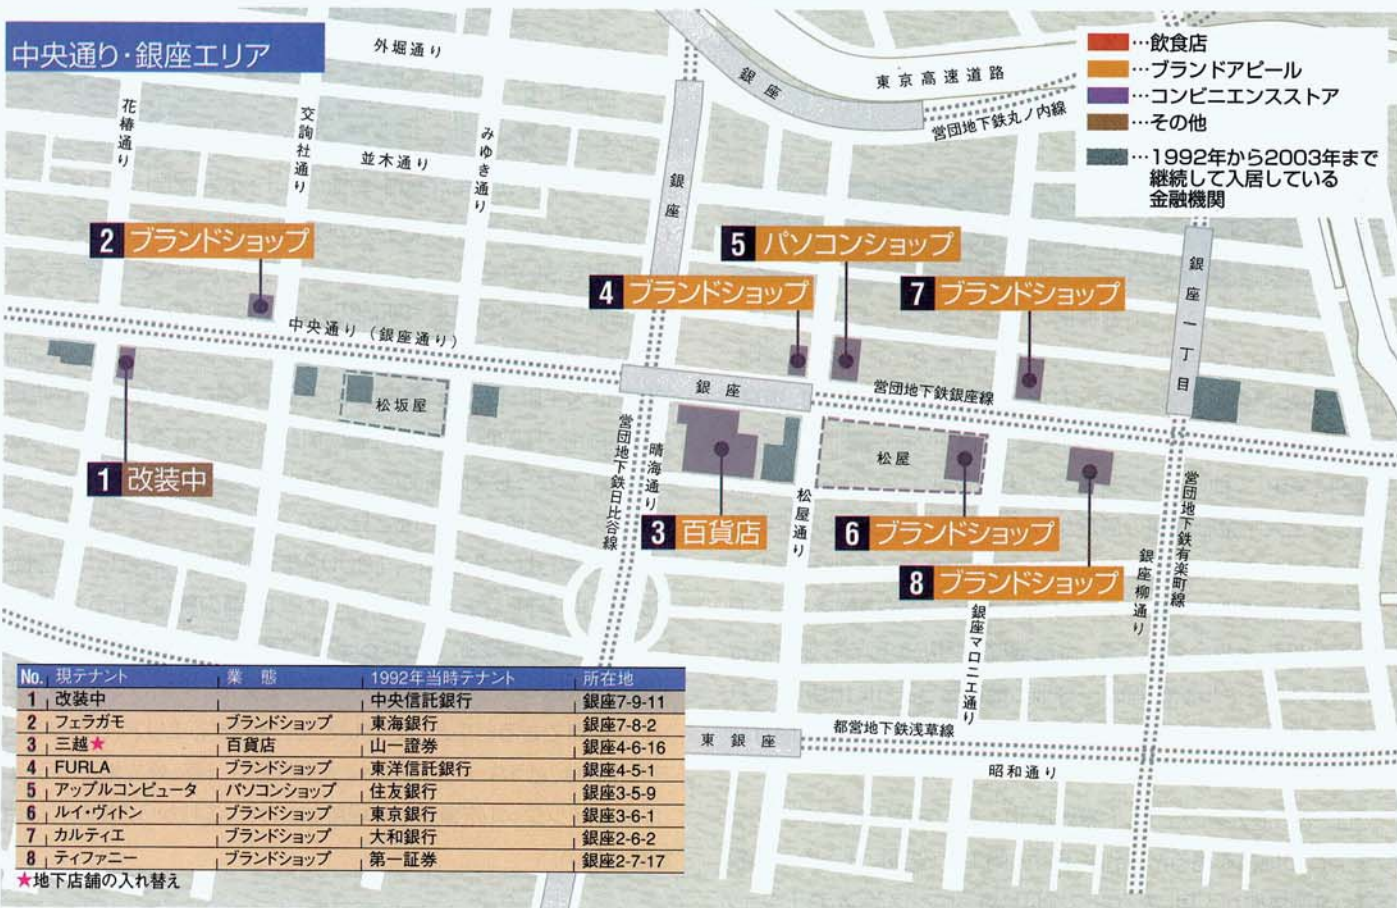 中央通り・銀座エリア
外堀通り
銀座
東京高速道路
営団地下鉄丸ノ内線
…飲食店
…ブランドアピール
…コンビニエンスストア
…その他
…1992年から2003年まで
継続して入居している
金融機関
花椿通り
交詢社通り
みゆき通り
並木通り
銀座
2 ブランドショップ
5 パソコンショップ
4 ブランドショップ
7 ブランドショップ
銀座一丁目
中央通り（銀座通り）
銀座
営団地下鉄銀座線
松坂屋
営団地下鉄日比谷線
晴海通り
松屋
1 改装中
3 百貨店
松屋通り
6 ブランドショップ
8 ブランドショップ
銀座マロニエ通り
銀座柳通り
営団地下鉄有楽町線
東銀座
都営地下鉄浅草線
昭和通り
No. 現テナント 業態 1992年当時テナント 所在地
1 改装中 中央信託銀行 銀座7-9-11
2 フェラガモ ブランドショップ 東海銀行 銀座7-8-2
3 三越★ 百貨店 山一證券 銀座4-6-16
4 FURLA ブランドショップ 東洋信託銀行 銀座4-5-1
5 アップルコンピュータ パソコンショップ 住友銀行 銀座3-5-9
6 ルイ・ヴィトン ブランドショップ 東京銀行 銀座3-6-1
7 カルティエ ブランドショップ 大和銀行 銀座2-6-2
8 ティファニー ブランドショップ 第一証券 銀座2-7-17
★地下店舗の入れ替え